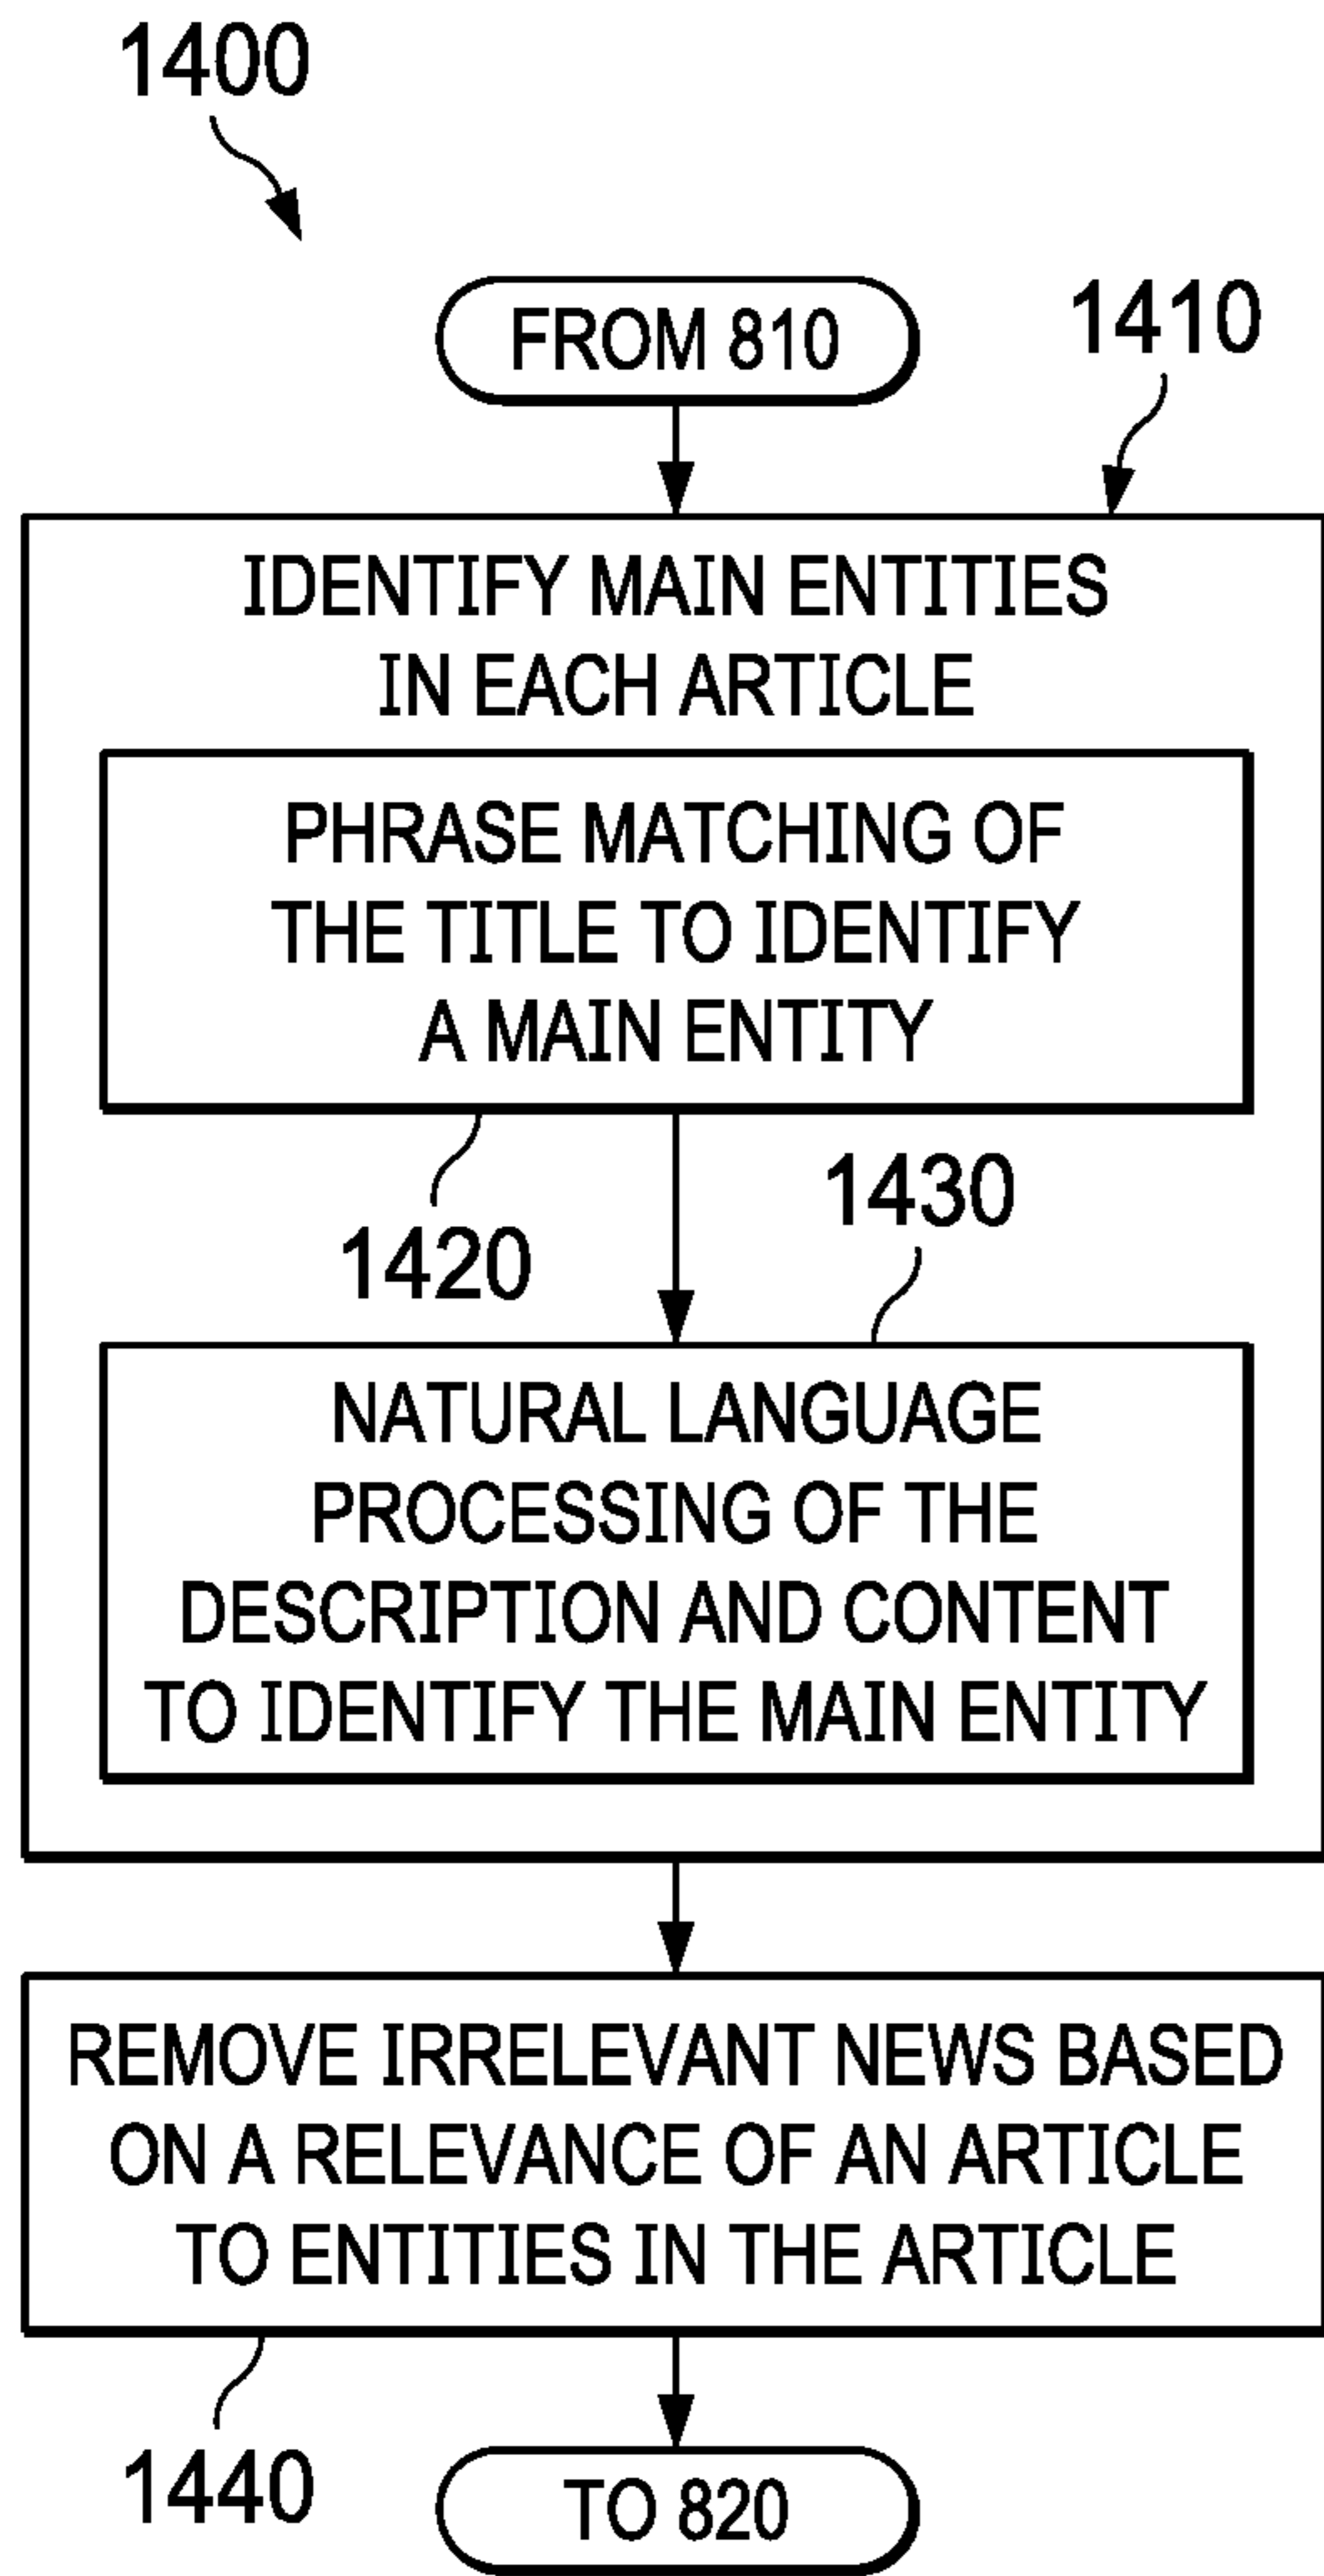 1400
FROM 810
1410
IDENTIFY MAIN ENTITIES
IN EACH ARTICLE
PHRASE MATCHING OF
THE TITLE TO IDENTIFY
A MAIN ENTITY
1420
1430
NATURAL LANGUAGE
PROCESSING OF THE
DESCRIPTION AND CONTENT
TO IDENTIFY THE MAIN ENTITY
REMOVE IRRELEVANT NEWS BASED
ON A RELEVANCE OF AN ARTICLE
TO ENTITIES IN THE ARTICLE
1440
TO 820